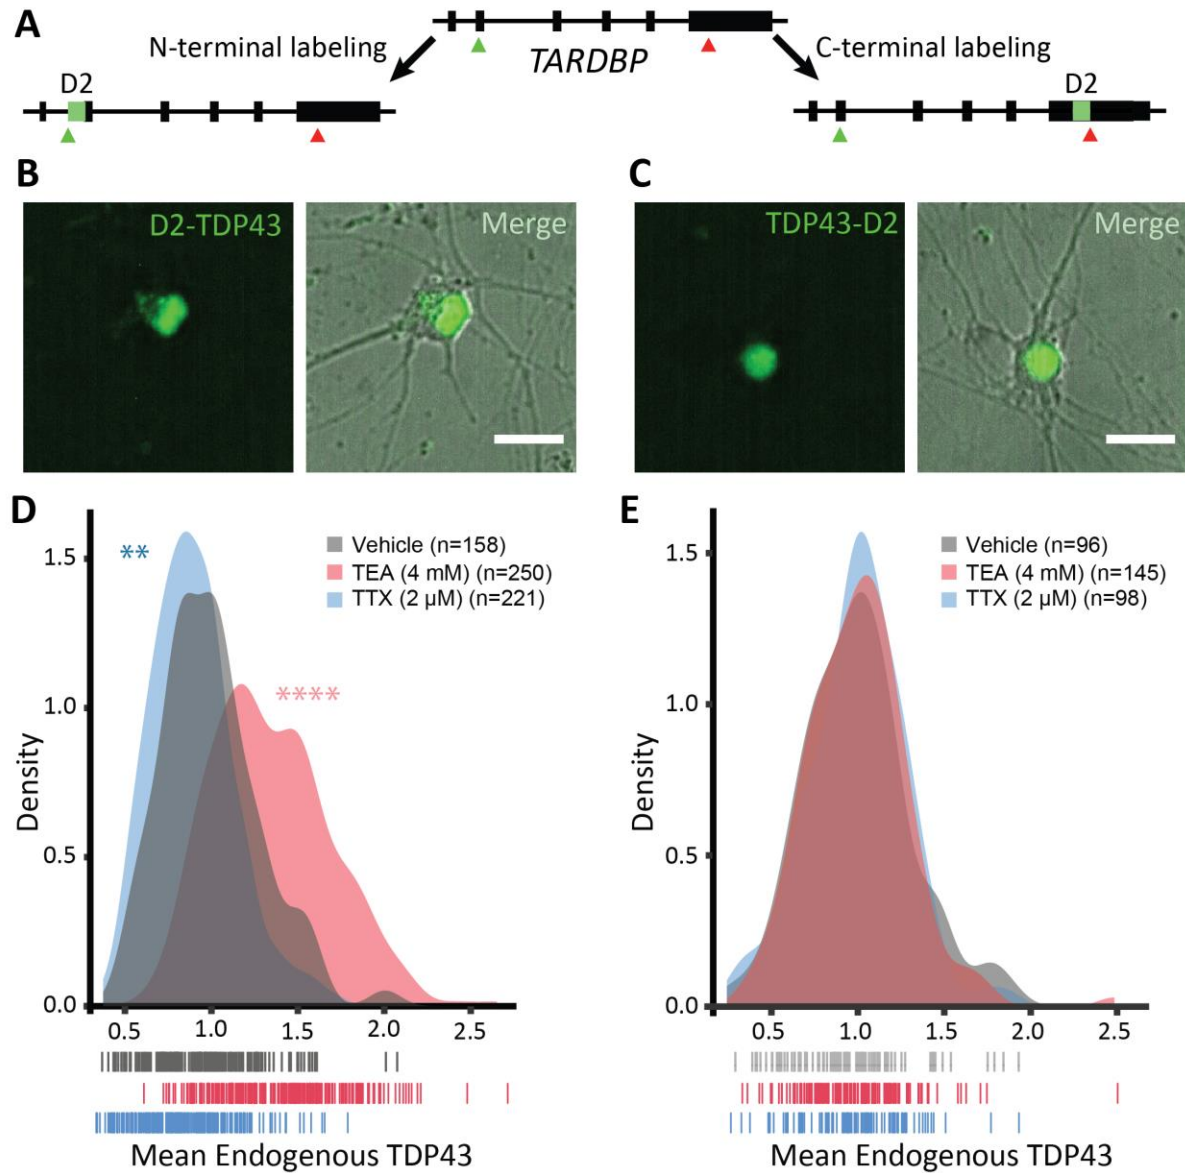 A
N-terminal labeling
TARDBP
C-terminal labeling
D2
D2
B
D2-TDP43
Merge
C
TDP43-D2
Merge
D
**
Vehicle (n=158)
TEA (4 mM) (n=250)
TTX (2 µM) (n=221)
****
Density
1.5
1.0
0.5
0.0
0.5 1.0 1.5 2.0 2.5
Mean Endogenous TDP43
E
Vehicle (n=96)
TEA (4 mM) (n=145)
TTX (2 µM) (n=98)
Density
1.5
1.0
0.5
0.0
0.5 1.0 1.5 2.0 2.5
Mean Endogenous TDP43